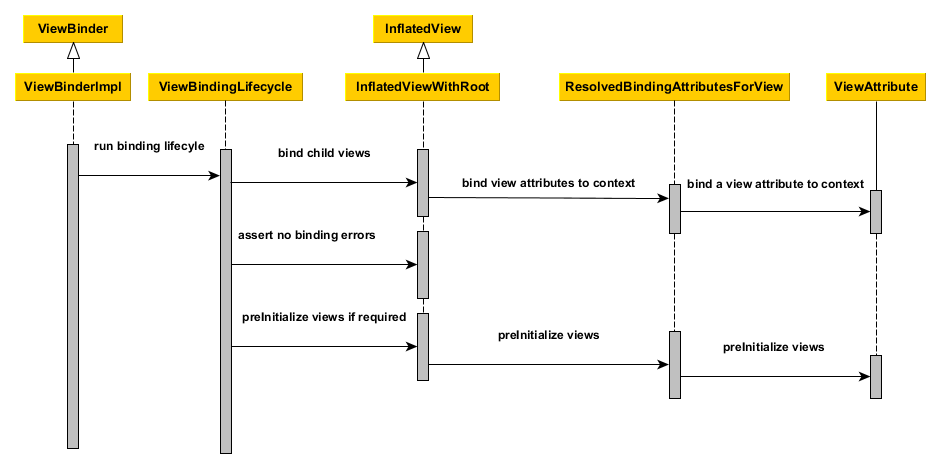 ViewBinder
InflatedView
ViewBinderImpl
ViewBindingLifecycle
InflatedViewWithRoot
ResolvedBindingAttributesForView
ViewAttribute
run binding lifecyle
bind child views
bind view attributes to context
bind a view attribute to context
assert no binding errors
preInitialize views if required
preInitialize views
preInitialize views